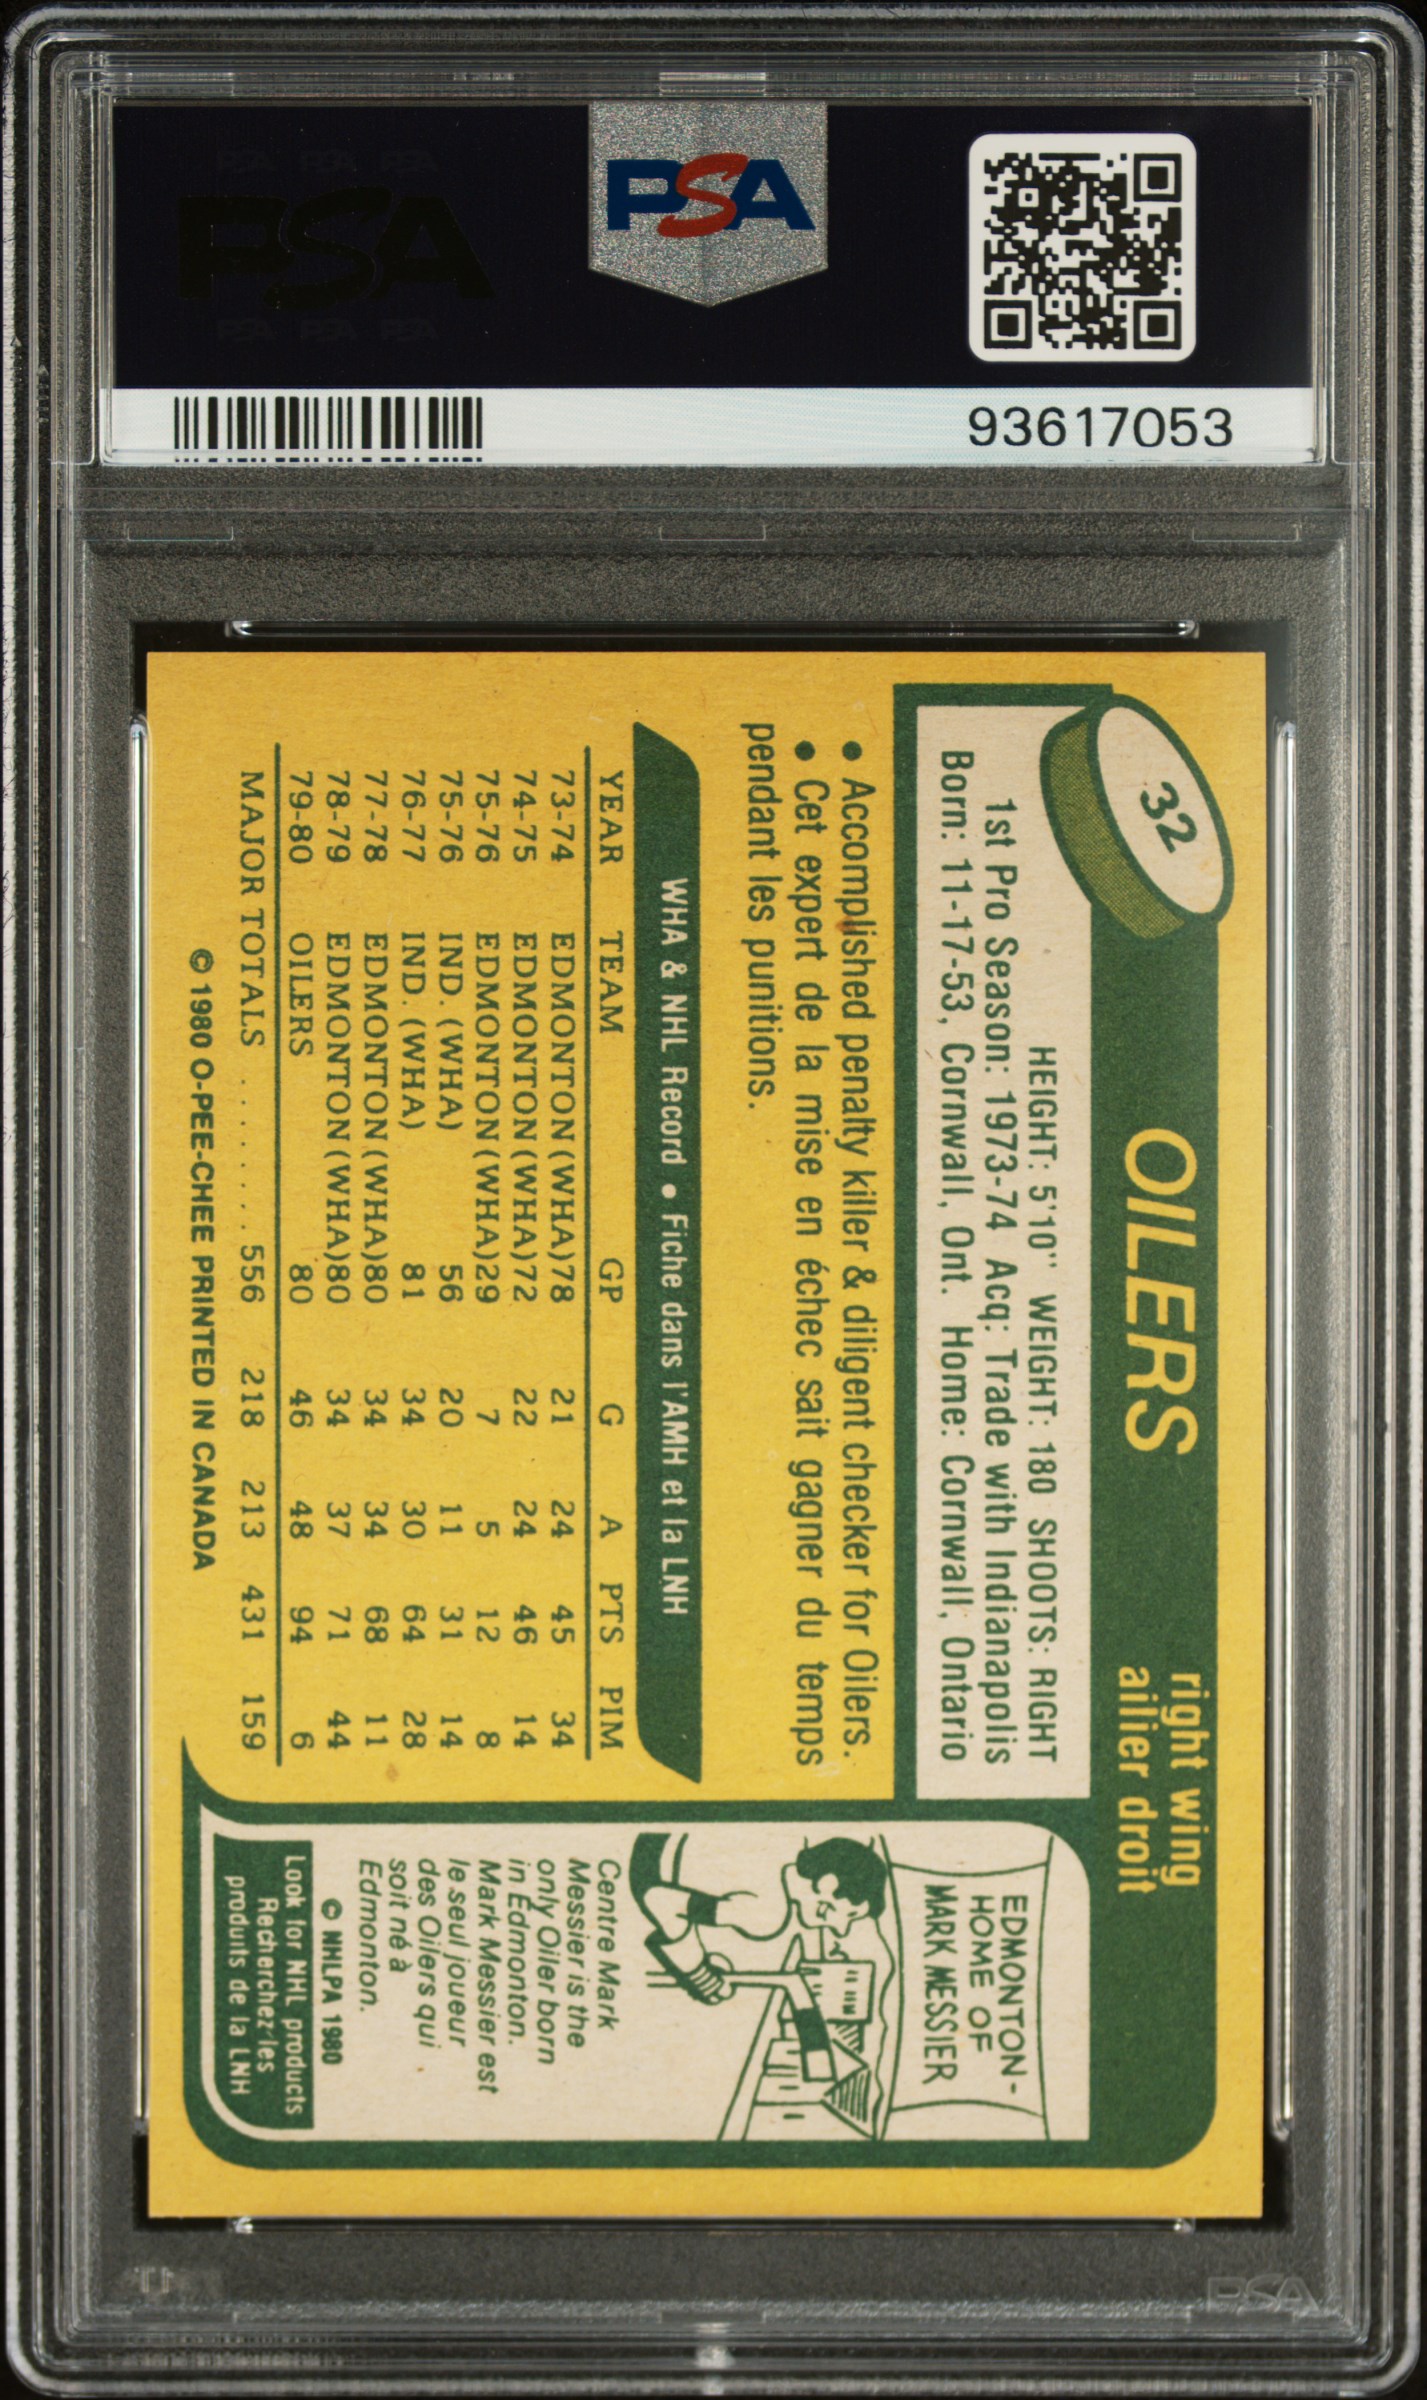 PSA PSA PSA
PSA
PSA PSA PSA
PSA
93617053
32
OILERS
right wing
ailier droit
HEIGHT: 5'10" WEIGHT: 180 SHOOTS: RIGHT
1st Pro Season: 1973-74 Acq: Trade with Indianapolis
Born: 11-17-53, Cornwall, Ont. Home: Cornwall, Ontario
• Accomplished penalty killer & diligent checker for Oilers.
• Cet expert de la mise en échec sait gagner du temps
pendant les punitions.
WHA & NHL Record • Fiche dans l'AMH et la LNH
YEAR TEAM GP G A PTS PIM
73-74 EDMONTON (WHA) 78 21 24 45 34
74-75 EDMONTON (WHA) 72 22 24 46 14
75-76 EDMONTON (WHA) 29 7 5 12 8
75-76 IND. (WHA) 56 20 11 31 14
76-77 IND. (WHA) 81 34 30 64 28
77-78 EDMONTON (WHA) 80 34 34 68 11
78-79 EDMONTON (WHA) 80 34 37 71 44
79-80 OILERS 80 46 48 94 6
MAJOR TOTALS ........ 556 218 213 431 159
© 1980 O-PEE-CHEE PRINTED IN CANADA
EDMONTON-
HOME OF
MARK MESSIER
Centre Mark
Messier is the
only Oiler born
in Edmonton.
Mark Messier est
le seul joueur
des Oilers qui
soit né à
Edmonton.
© NHLPA 1980
Look for NHL products
Recherchez les
produits de la LNH
PSA